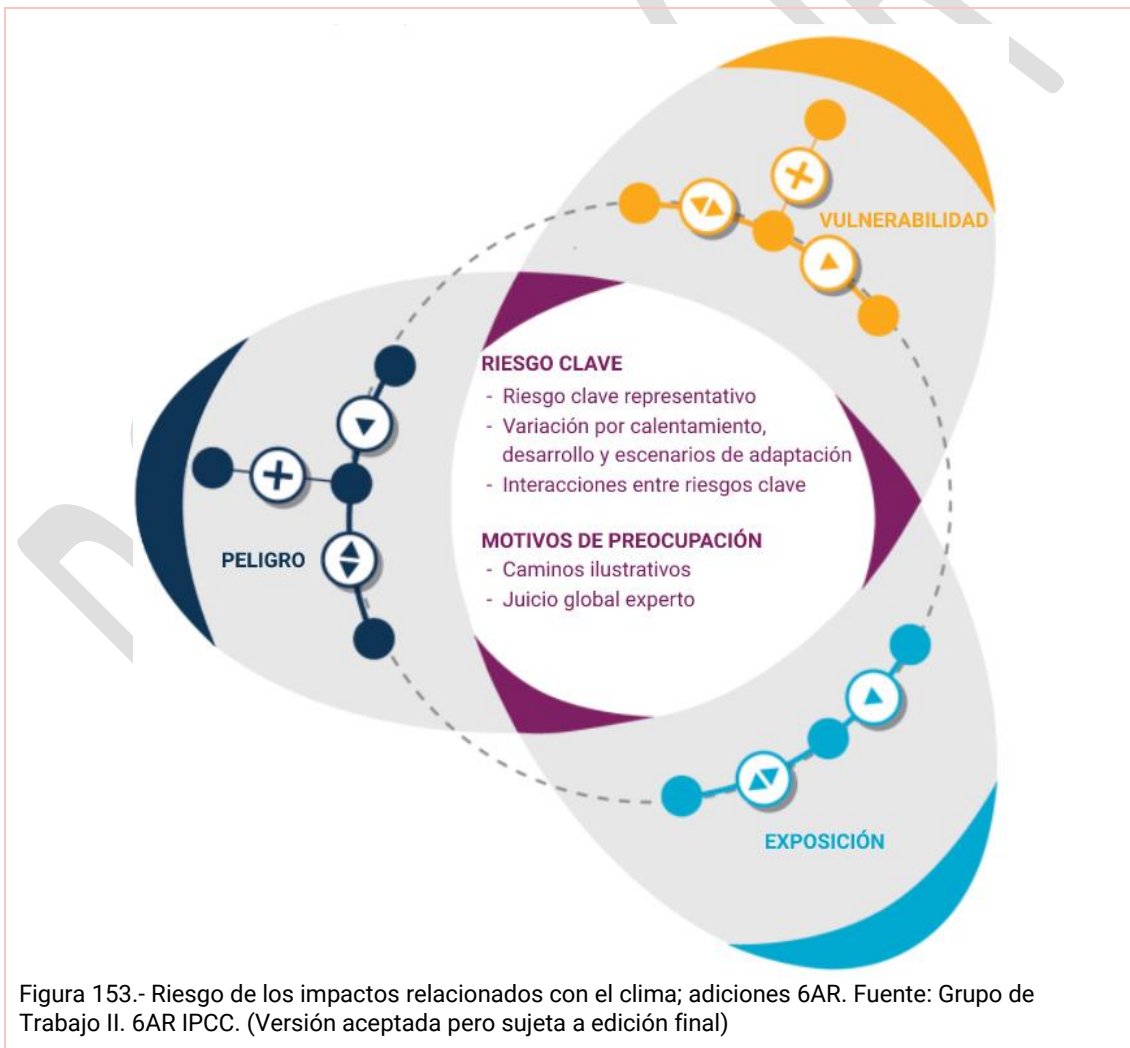 VULNERABILIDAD
RIESGO CLAVE
- Riesgo clave representativo
- Variación por calentamiento,
desarrollo y escenarios de adaptación
- Interacciones entre riesgos clave
MOTIVOS DE PREOCUPACIÓN
- Caminos ilustrativos
- Juicio global experto
PELIGRO
EXPOSICIÓN
Figura 153.- Riesgo de los impactos relacionados con el clima; adiciones 6AR. Fuente: Grupo de
Trabajo II. 6AR IPCC. (Versión aceptada pero sujeta a edición final)